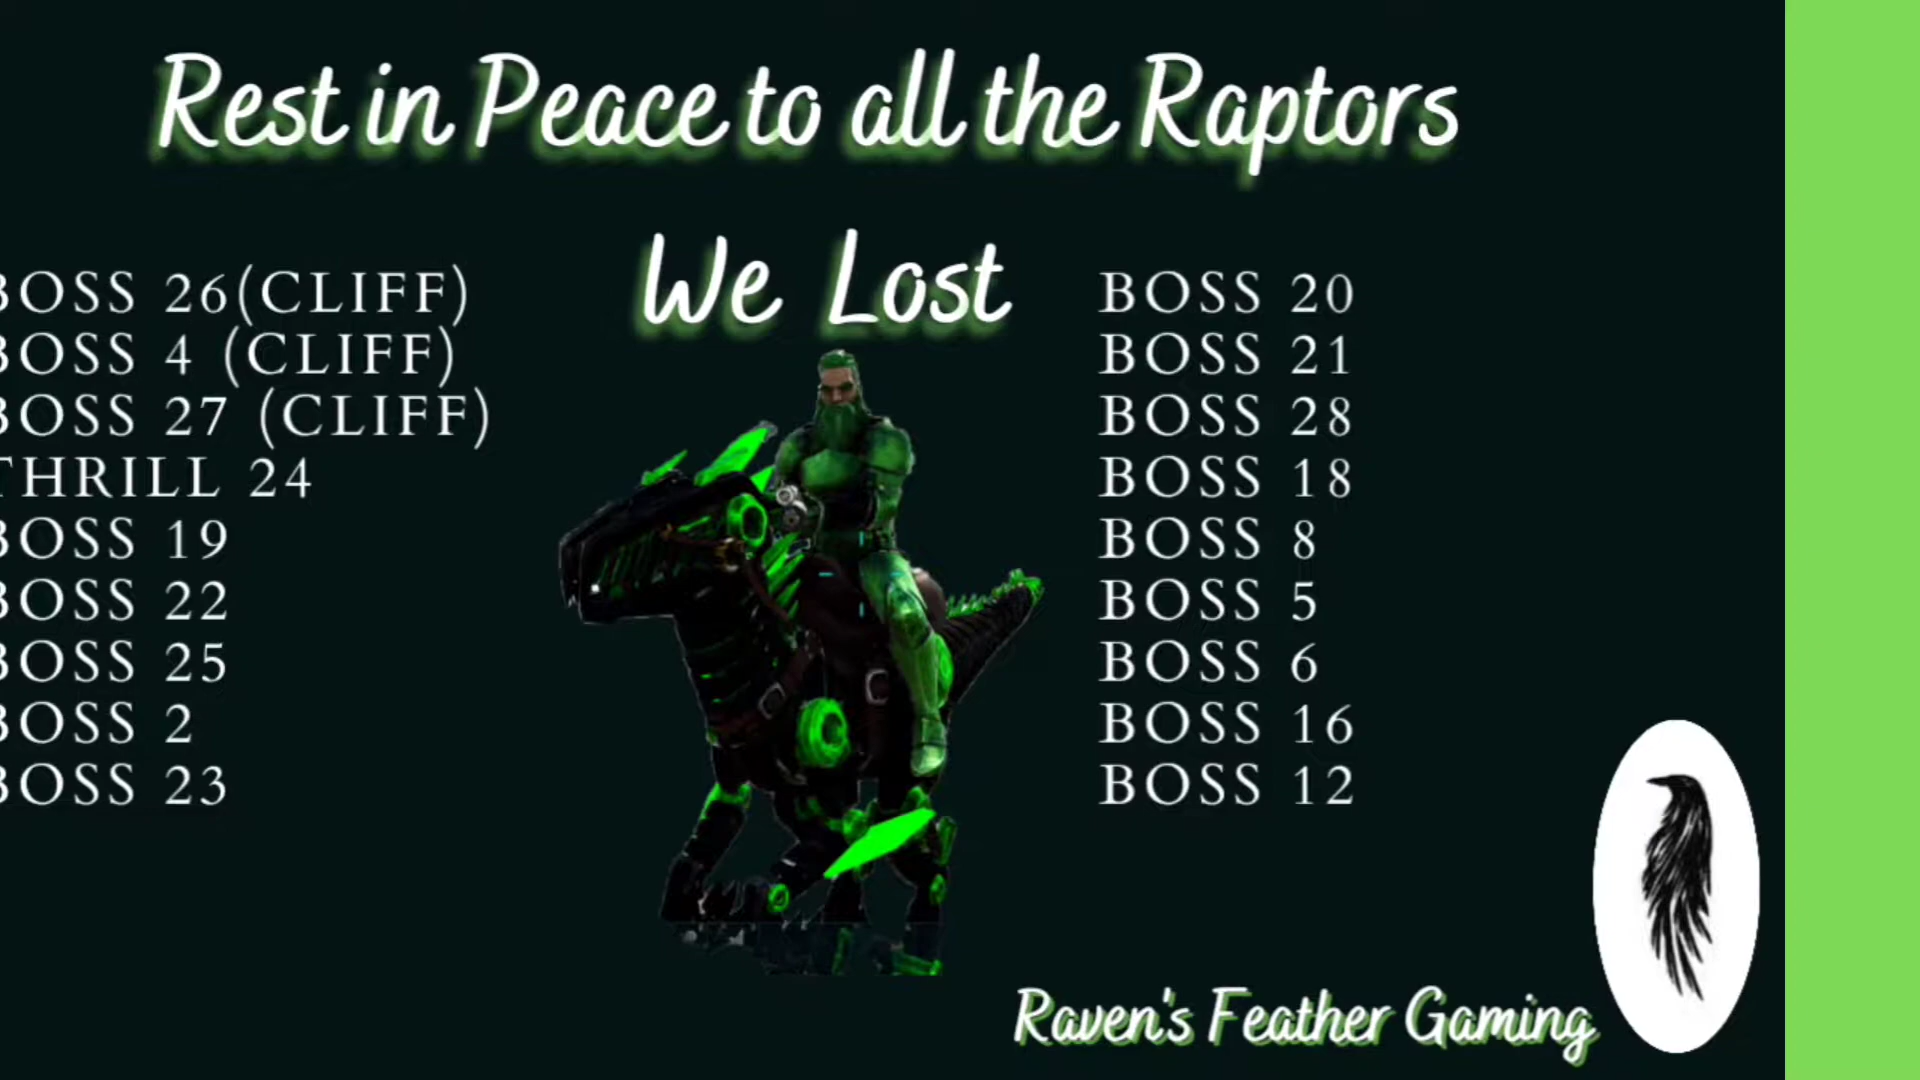 Rest in Peace to all the Raptors
We Lost
BOSS 26(CLIFF)
BOSS 4 (CLIFF)
BOSS 27 (CLIFF)
THRILL 24
BOSS 19
BOSS 22
BOSS 25
BOSS 2
BOSS 23
BOSS 20
BOSS 21
BOSS 28
BOSS 18
BOSS 8
BOSS 5
BOSS 6
BOSS 16
BOSS 12
Raven's Feather Gaming